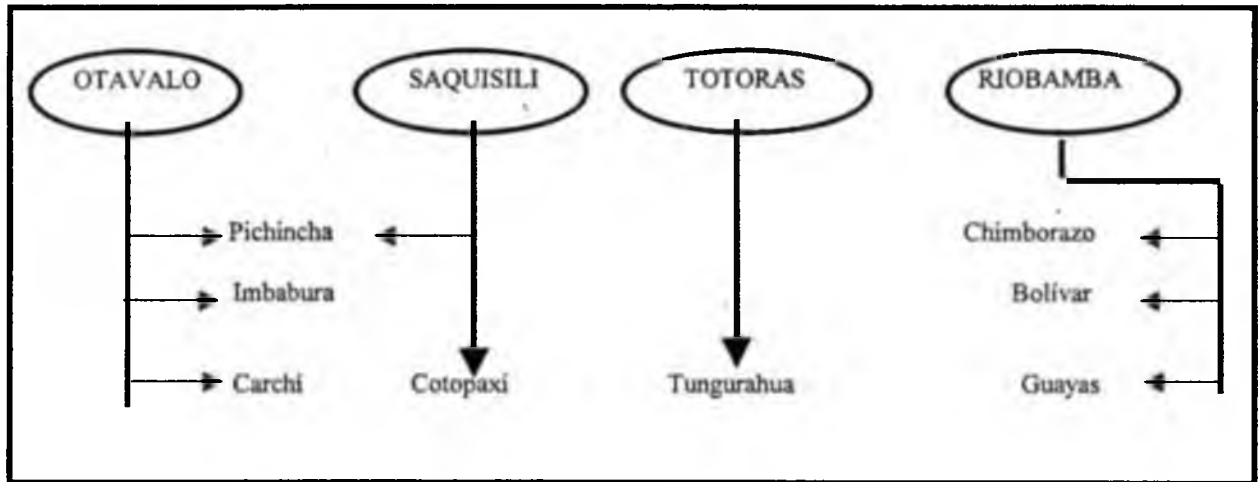 OTAVALO SAQUISILI TOTORAS RIOBAMBA
Pichincha Chimborazo
Imbabura Bolívar
Carchi Cotopaxi Tungurahua Guayas